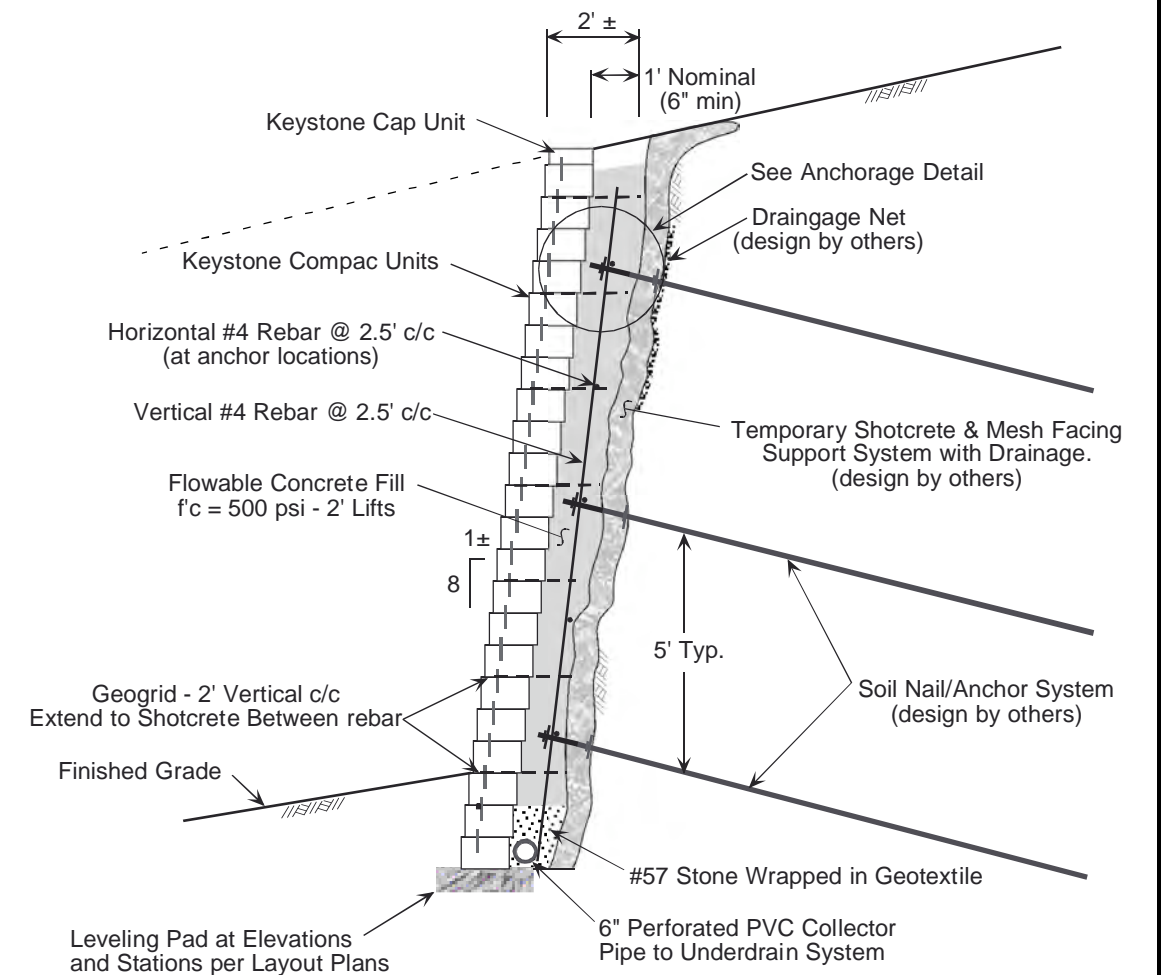 2' ±
1' Nominal
(6" min)
Keystone Cap Unit
See Anchorage Detail
Draingage Net
(design by others)
Keystone Compac Units
Horizontal #4 Rebar @ 2.5' c/c
(at anchor locations)
Vertical #4 Rebar @ 2.5' c/c
Temporary Shotcrete & Mesh Facing
Support System with Drainage.
(design by others)
Flowable Concrete Fill
f'c = 500 psi - 2' Lifts
1±
8
5' Typ.
Geogrid - 2' Vertical c/c
Extend to Shotcrete Between rebar
Soil Nail/Anchor System
(design by others)
Finished Grade
#57 Stone Wrapped in Geotextile
6" Perforated PVC Collector
Pipe to Underdrain System
Leveling Pad at Elevations
and Stations per Layout Plans